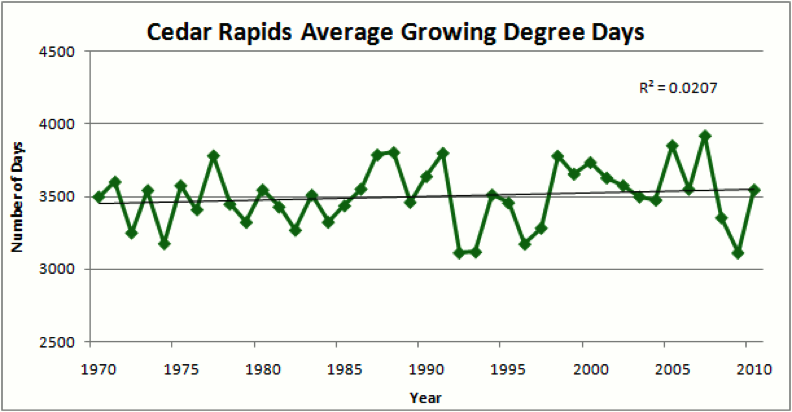 Cedar Rapids Average Growing Degree Days
4500
R² = 0.0207
4000
Number of Days
3500
3000
2500
1970 1975 1980 1985 1990 1995 2000 2005 2010
Year